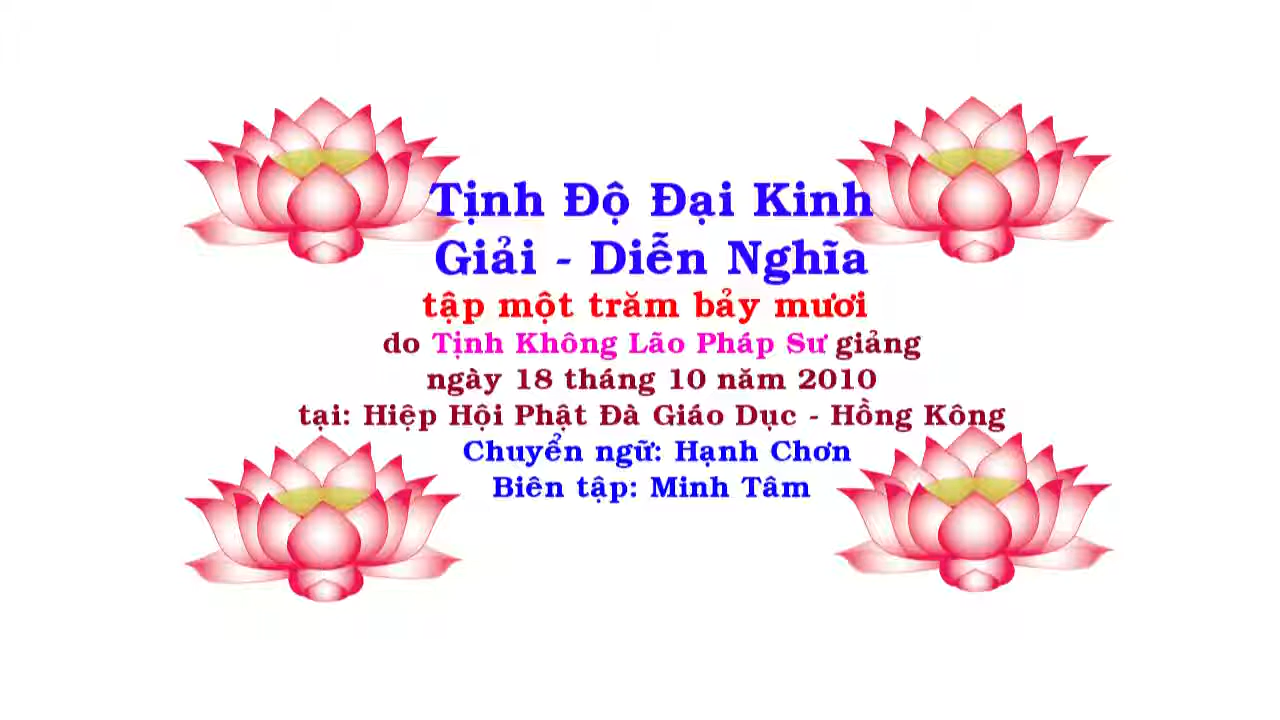 Tịnh Độ Đại Kinh
Giải - Diễn Nghĩa
tập một trăm bảy mươi
do Tịnh Không Lão Pháp Sư giảng
ngày 18 tháng 10 năm 2010
tại: Hiệp Hội Phật Đà Giáo Dục - Hồng Kông
Chuyển ngữ: Hạnh Chơn
Biên tập: Minh Tâm